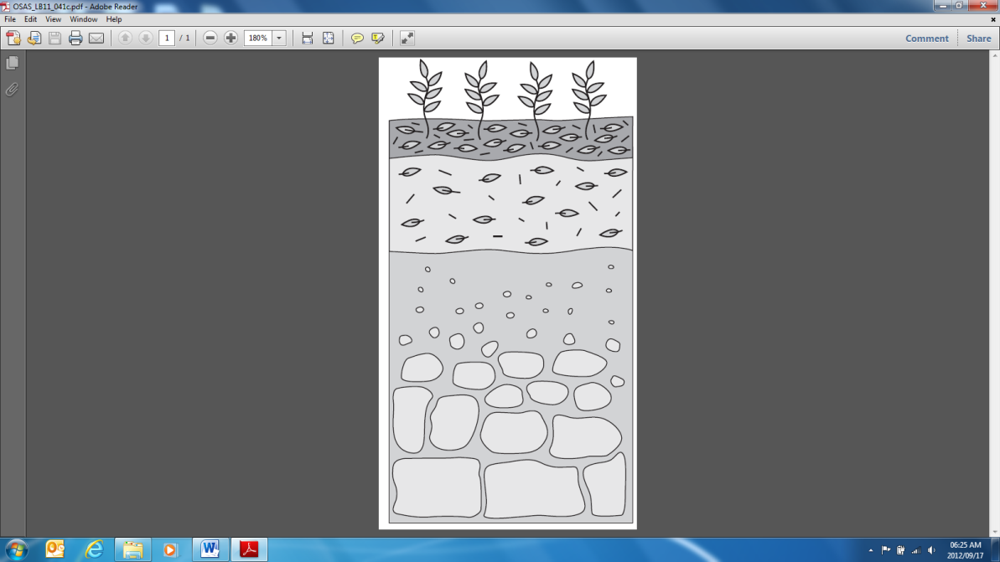 OSAS_LB11_041c.pdf - Adobe Reader
File Edit View Window Help
1 / 1 180% Comment Share
06:25 AM
2012/09/17